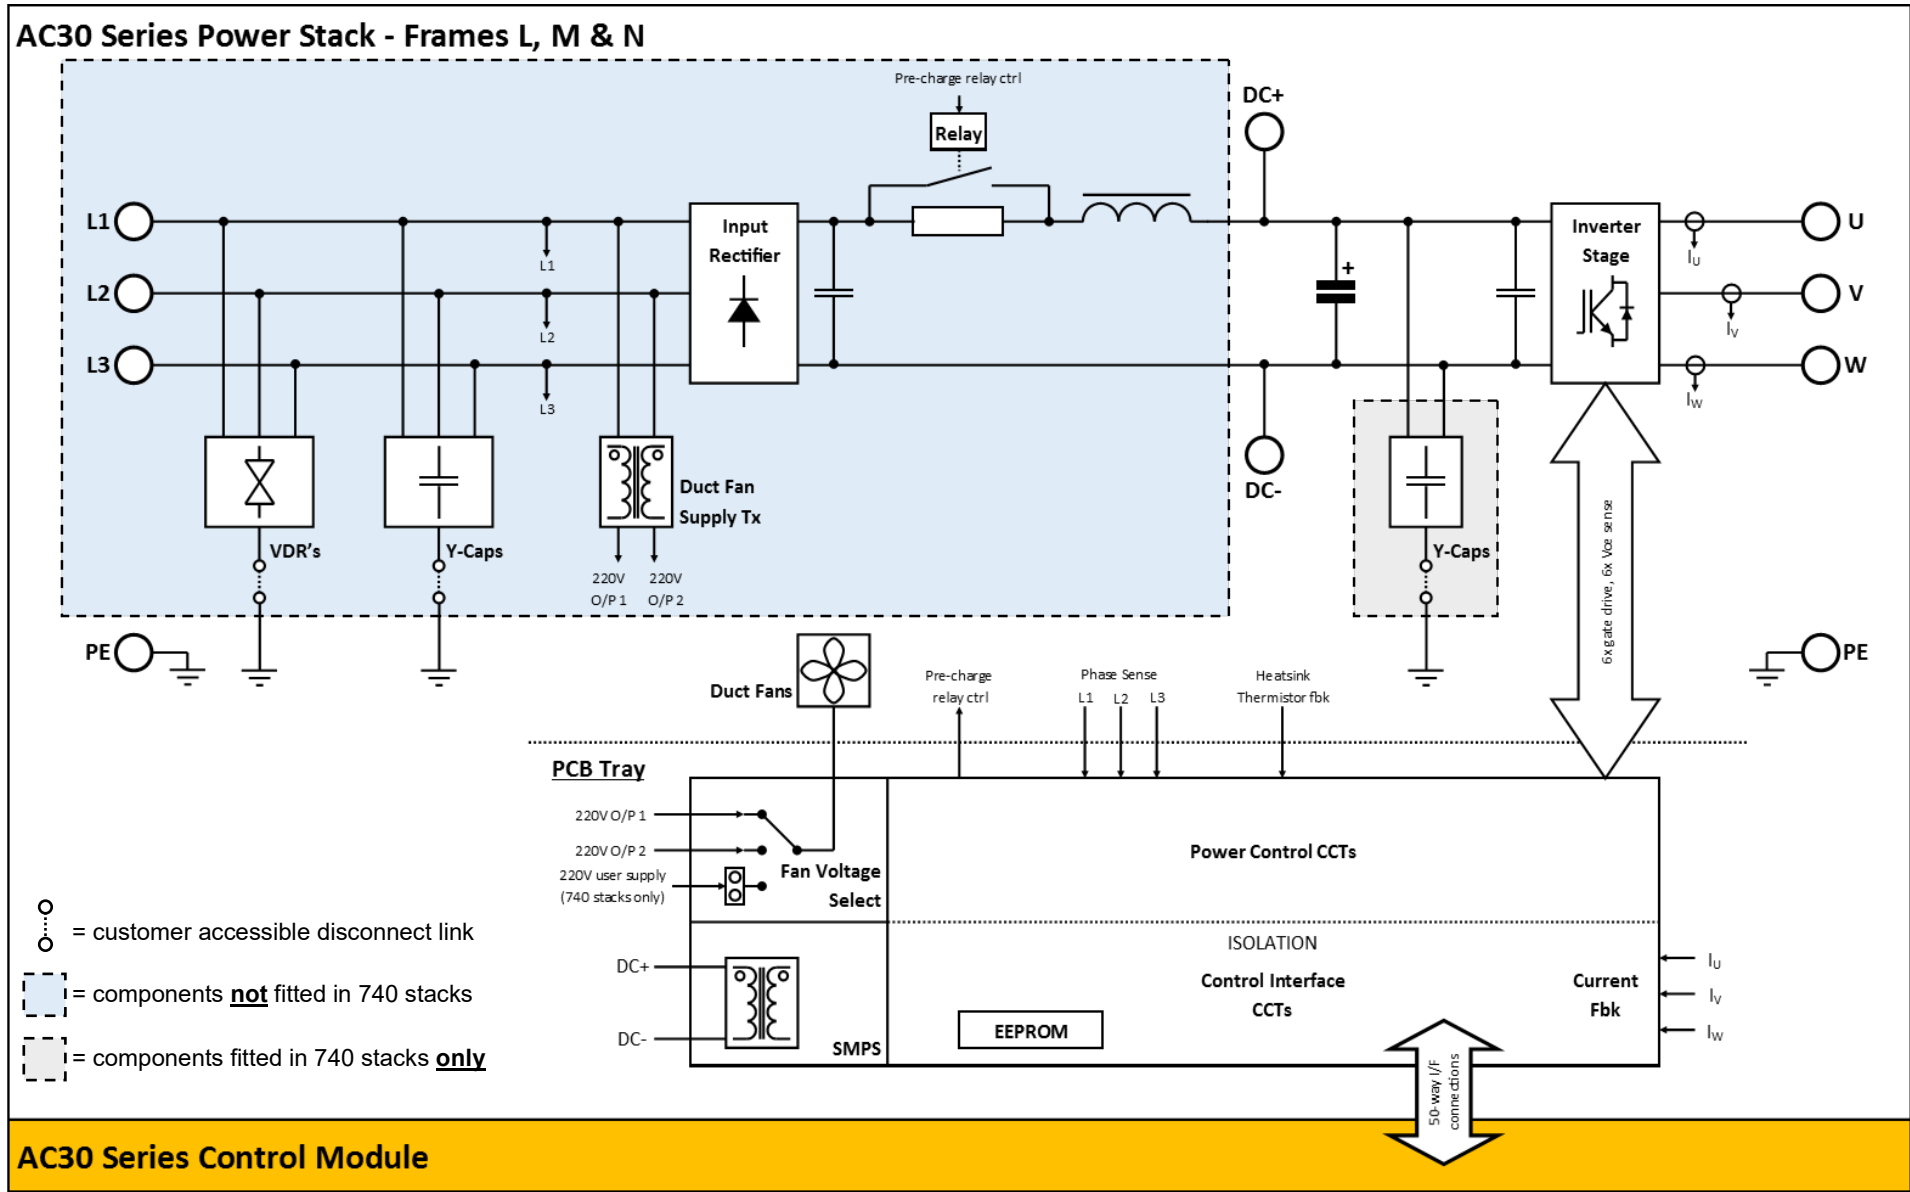 AC30 Series Power Stack - Frames L, M & N
Pre-charge relay ctrl
Relay
DC+
L1
L2
L3
L1
L2
L3
Input
Rectifier
+
Inverter
Stage
IU
IV
IW
U
V
W
DC-
VDR's
Y-Caps
Duct Fan
Supply Tx
220V
O/P 1
220V
O/P 2
Y-Caps
6x gate drive, 6x Vce sense
PE
PE
Duct Fans
Pre-charge
relay ctrl
Phase Sense
L1 L2 L3
Heatsink
Thermistor fbk
PCB Tray
220V O/P 1
220V O/P 2
220V user supply
(740 stacks only)
Fan Voltage
Select
Power Control CCTs
ISOLATION
Control Interface
CCTs
Current
Fbk
IU
IV
IW
DC+
DC-
SMPS
EEPROM
50-way I/F
connections
= customer accessible disconnect link
= components not fitted in 740 stacks
= components fitted in 740 stacks only
AC30 Series Control Module